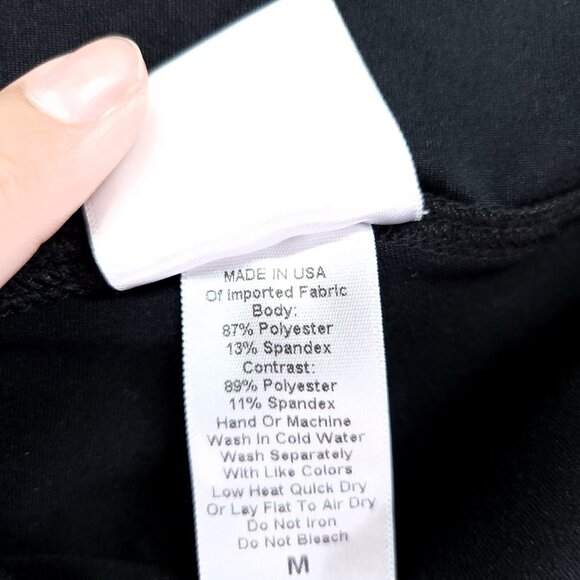 MADE IN USA
Of Imported Fabric
Body:
87% Polyester
13% Spandex
Contrast:
89% Polyester
11% Spandex
Hand Or Machine
Wash In Cold Water
Wash Separately
With Like Colors
Low Heat Quick Dry
Or Lay Flat To Air Dry
Do Not Iron
Do Not Bleach
M